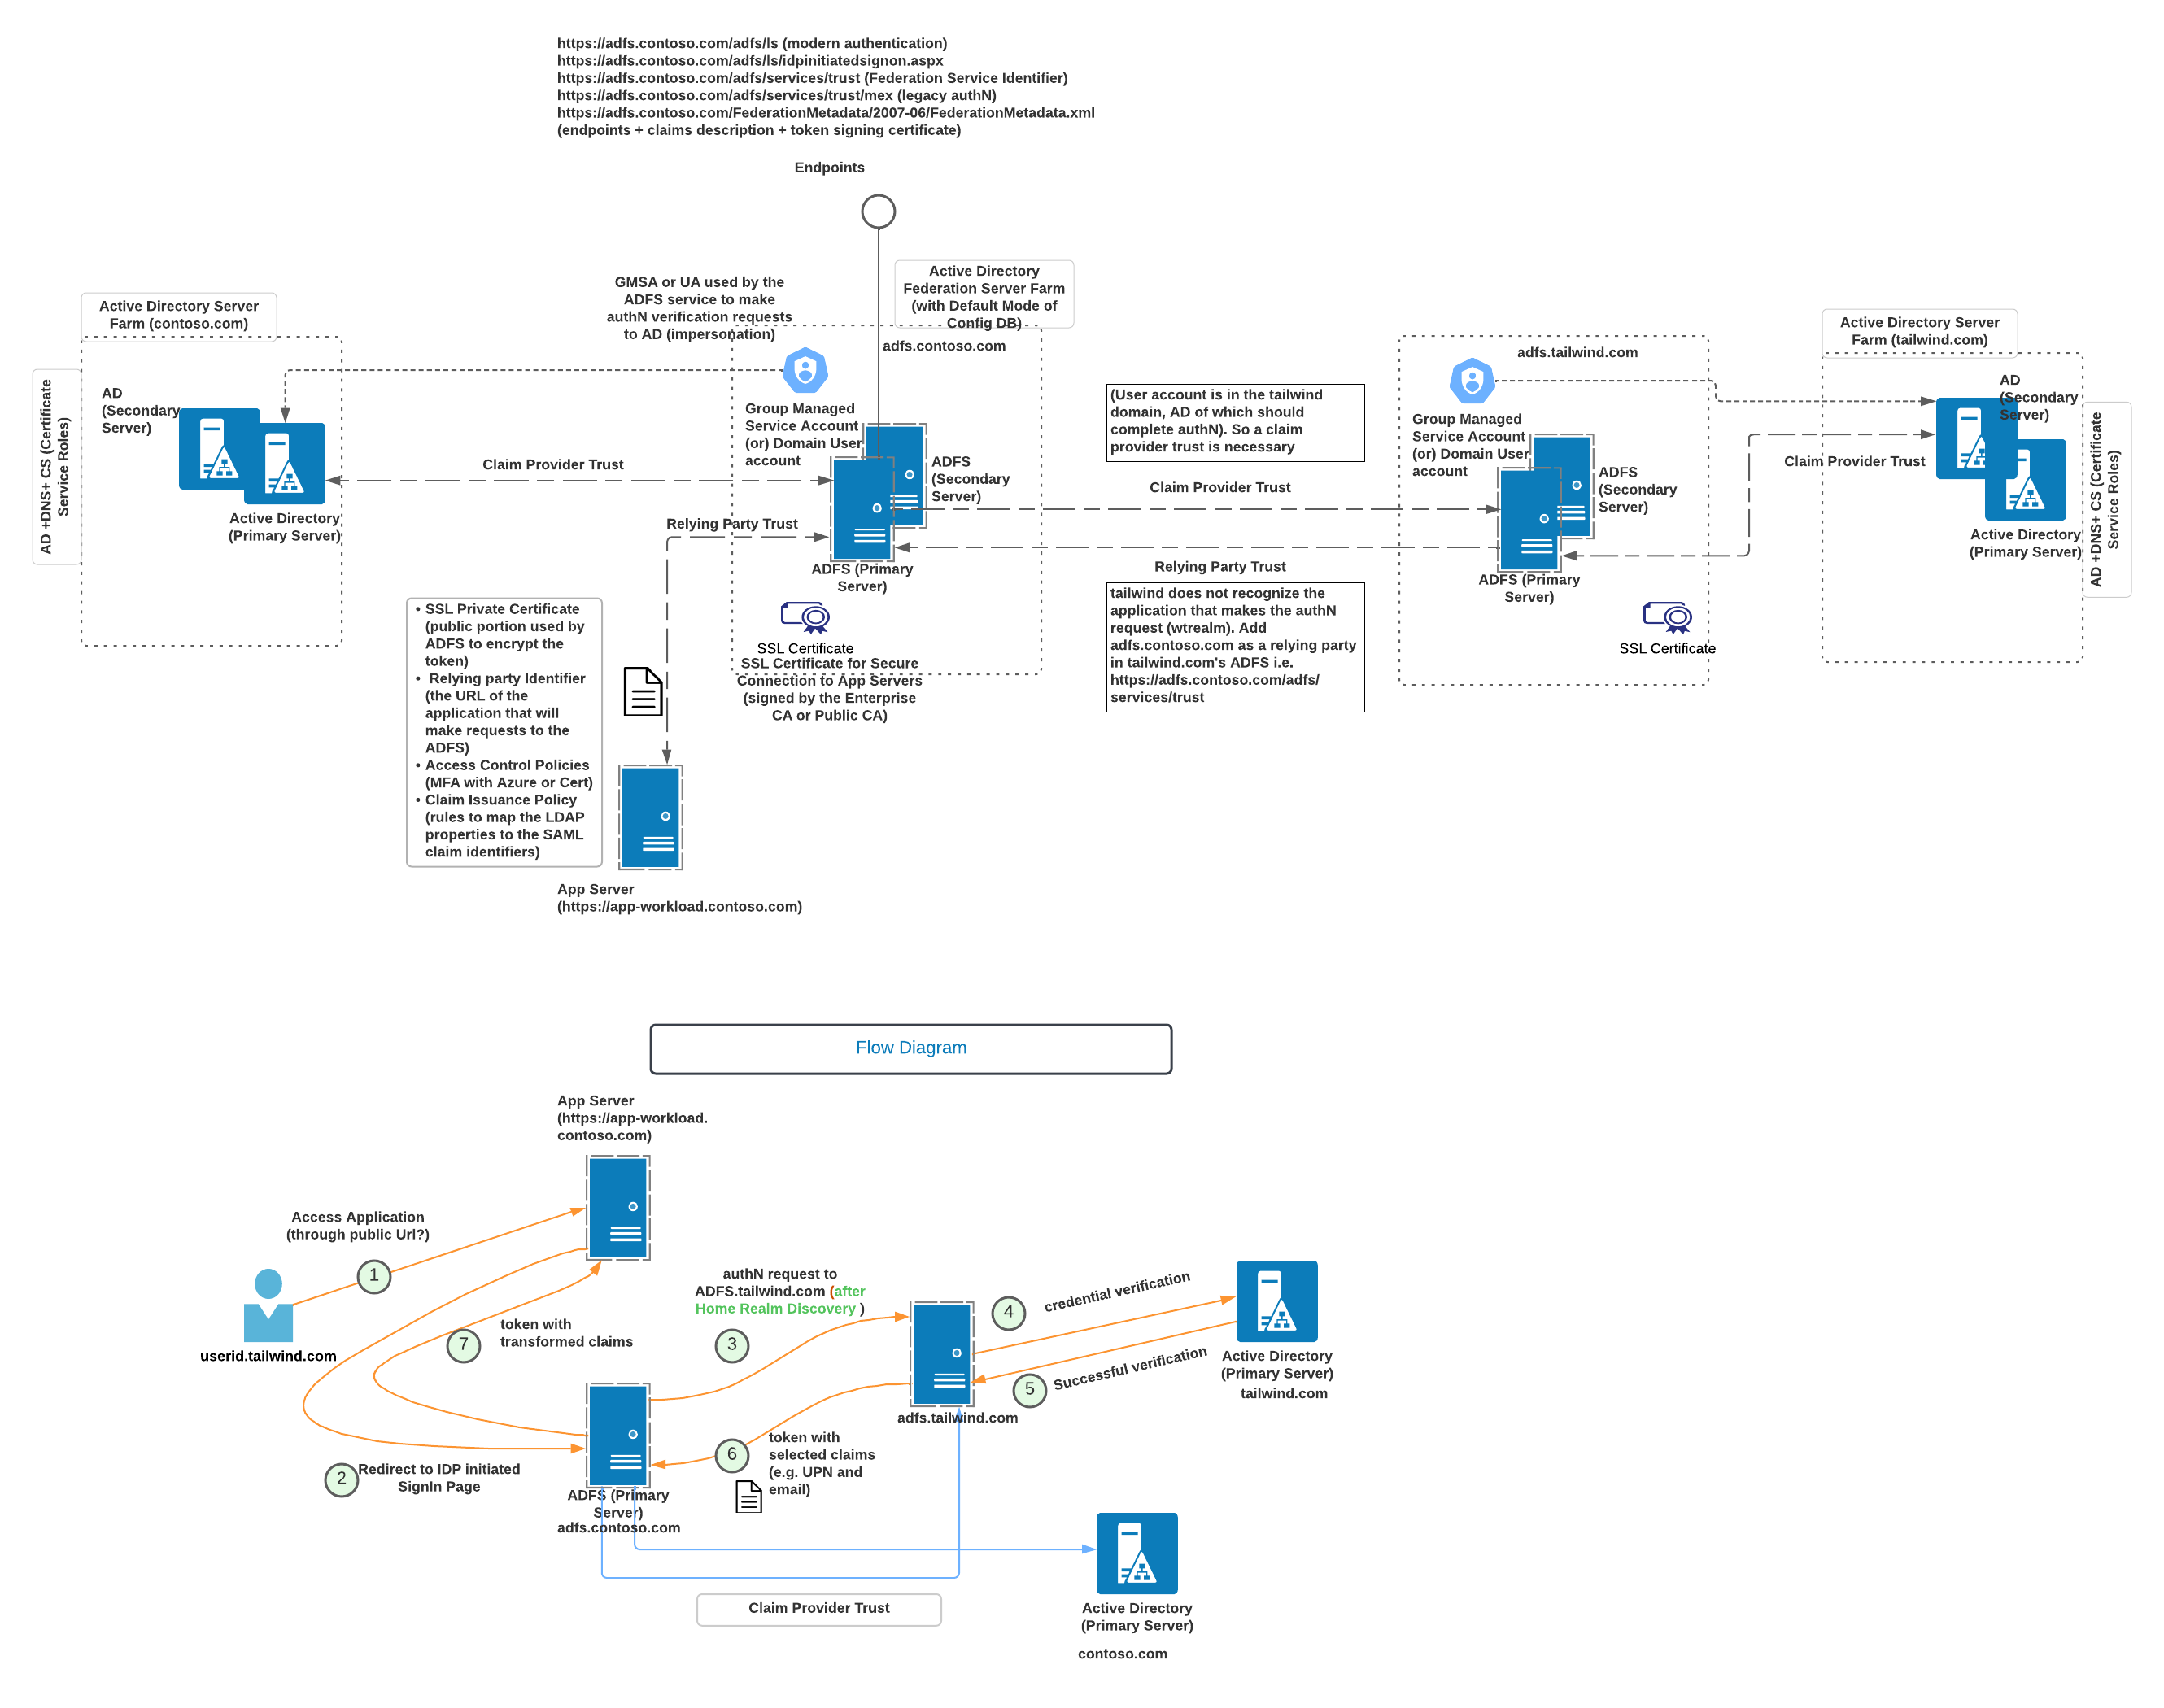 https://adfs.contoso.com/adfs/ls (modern authentication)
https://adfs.contoso.com/adfs/ls/idpinitiatedsignon.aspx
https://adfs.contoso.com/adfs/services/trust (Federation Service Identifier)
https://adfs.contoso.com/adfs/services/trust/mex (legacy authN)
https://adfs.contoso.com/FederationMetadata/2007-06/FederationMetadata.xml
(endpoints + claims description + token signing certificate)
Endpoints
Active Directory Server
Farm (contoso.com)
AD +DNS+ CS (Certificate
Service Roles)
AD
(Secondary
Server)
Active Directory
(Primary Server)
Claim Provider Trust
GMSA or UA used by the
ADFS service to make
authN verification requests
to AD (impersonation)
Active Directory
Federation Server Farm
(with Default Mode of
Config DB)
adfs.contoso.com
Group Managed
Service Account
(or) Domain User
account
ADFS
(Secondary
Server)
Relying Party Trust
ADFS (Primary
Server)
SSL Certificate
SSL Certificate for Secure
Connection to App Servers
(signed by the Enterprise
CA or Public CA)
• SSL Private Certificate
(public portion used by
ADFS to encrypt the
token)
• Relying party Identifier
(the URL of the
application that will
make requests to the
ADFS)
• Access Control Policies
(MFA with Azure or Cert)
• Claim Issuance Policy
(rules to map the LDAP
properties to the SAML
claim identifiers)
App Server
(https://app-workload.contoso.com)
(User account is in the tailwind
domain, AD of which should
complete authN). So a claim
provider trust is necessary
Claim Provider Trust
Relying Party Trust
tailwind does not recognize the
application that makes the authN
request (wtrealm). Add
adfs.contoso.com as a relying party
in tailwind.com's ADFS i.e.
https://adfs.contoso.com/adfs/
services/trust
adfs.tailwind.com
Group Managed
Service Account
(or) Domain User
account
ADFS
(Secondary
Server)
ADFS (Primary
Server)
SSL Certificate
Claim Provider Trust
Active Directory Server
Farm (tailwind.com)
AD
(Secondary
Server)
Active Directory
(Primary Server)
AD +DNS+ CS (Certificate
Service Roles)
Flow Diagram
App Server
(https://app-workload.
contoso.com)
Access Application
(through public Url?)
1
userid.tailwind.com
7
token with
transformed claims
2
Redirect to IDP initiated
SignIn Page
ADFS (Primary
Server)
adfs.contoso.com
authN request to
ADFS.tailwind.com (after
Home Realm Discovery )
3
adfs.tailwind.com
4
credential verification
5
Successful verification
Active Directory
(Primary Server)
tailwind.com
6
token with
selected claims
(e.g. UPN and
email)
Claim Provider Trust
Active Directory
(Primary Server)
contoso.com